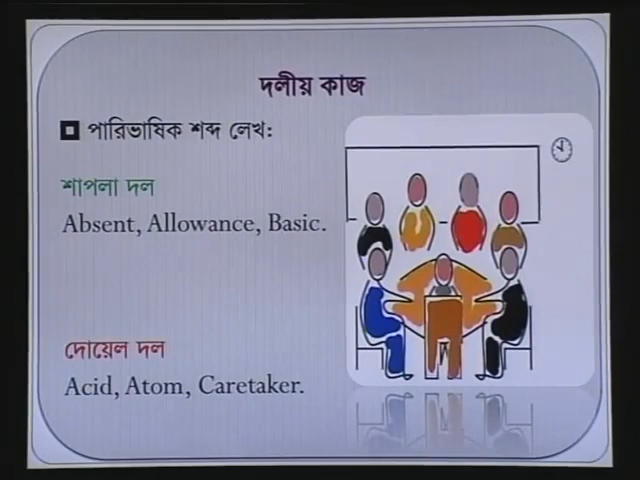 দলীয় কাজ
পারিভাষিক শব্দ লেখ:
শাপলা দল
Absent, Allowance, Basic.
দোয়েল দল
Acid, Atom, Caretaker.